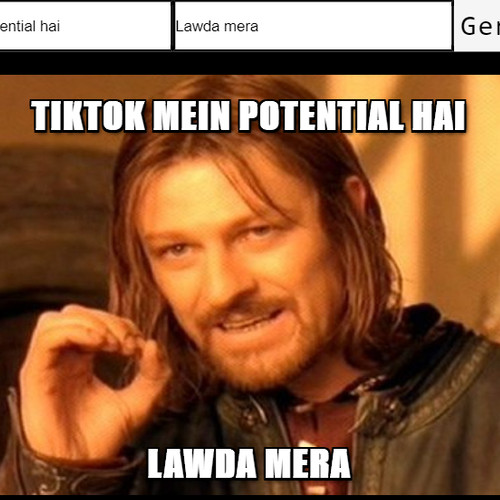 ential hai
Lawda mera
Ger
TIKTOK MEIN POTENTIAL HAI
LAWDA MERA